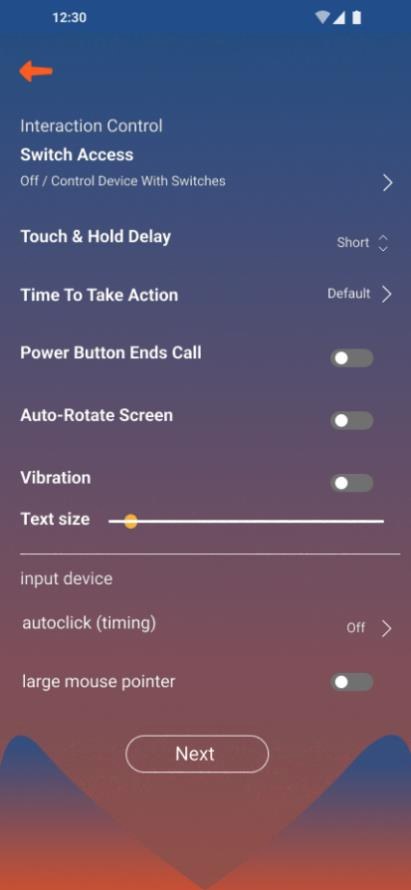 12:30
Interaction Control
Switch Access
Off / Control Device With Switches
Touch & Hold Delay
Short
Time To Take Action
Default
Power Button Ends Call
Auto-Rotate Screen
Vibration
Text size
input device
autoclick (timing)
Off
large mouse pointer
Next